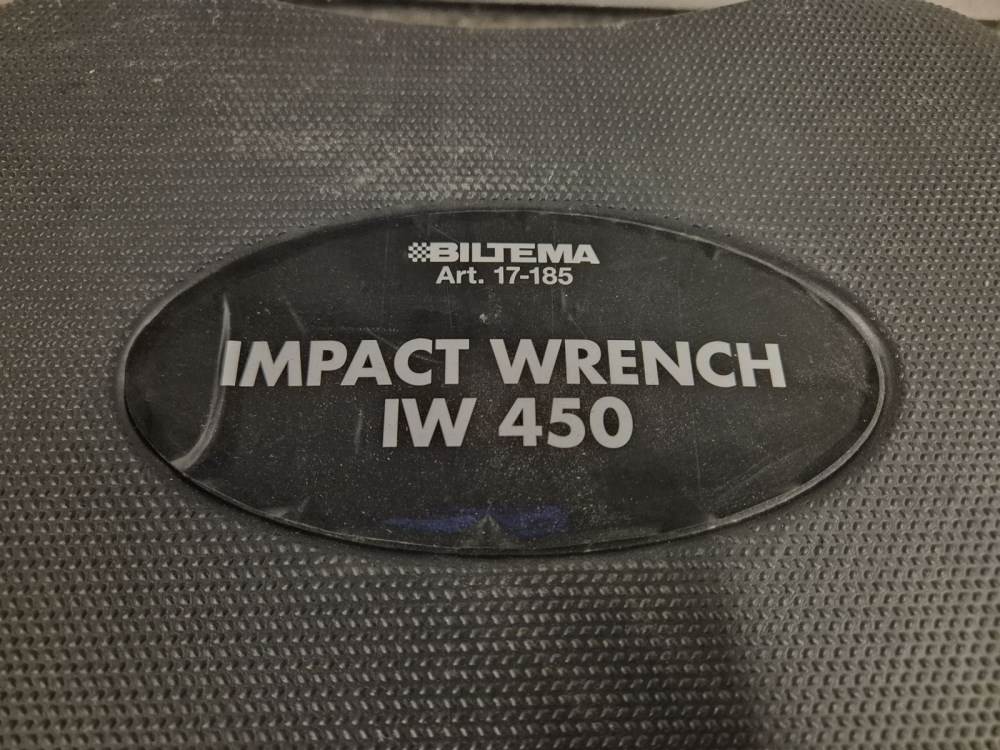 BILTEMA
Art. 17-185
IMPACT WRENCH
IW 450